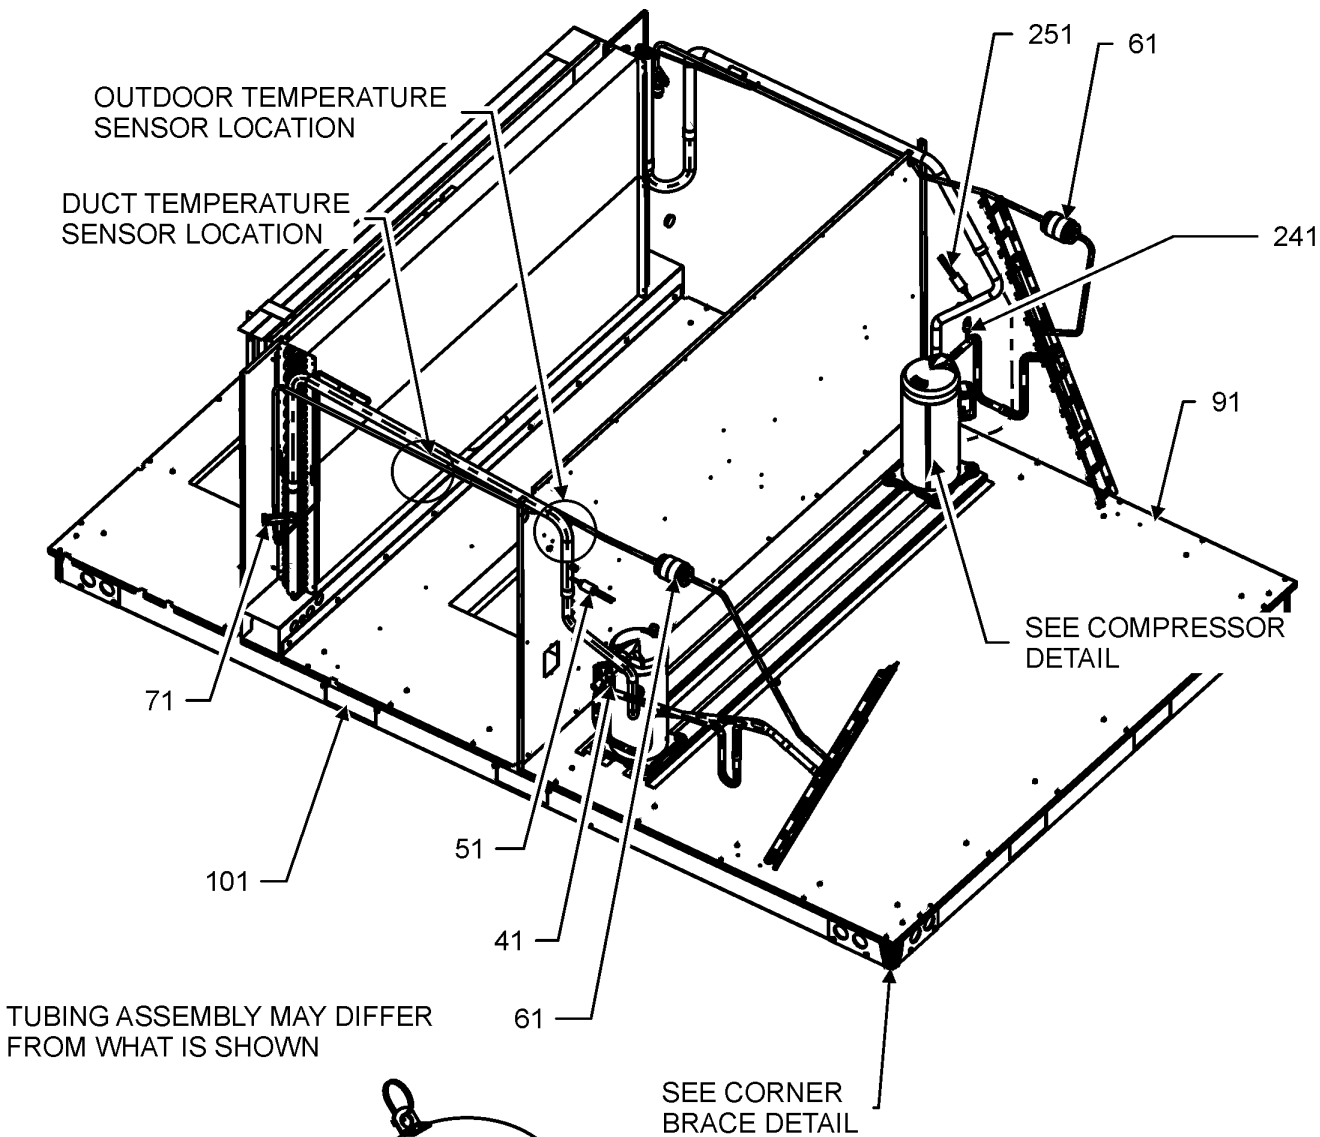 251
61
OUTDOOR TEMPERATURE
SENSOR LOCATION
DUCT TEMPERATURE
SENSOR LOCATION
241
91
SEE COMPRESSOR
DETAIL
71
51
101
41
61
TUBING ASSEMBLY MAY DIFFER
FROM WHAT IS SHOWN
SEE CORNER
BRACE DETAIL